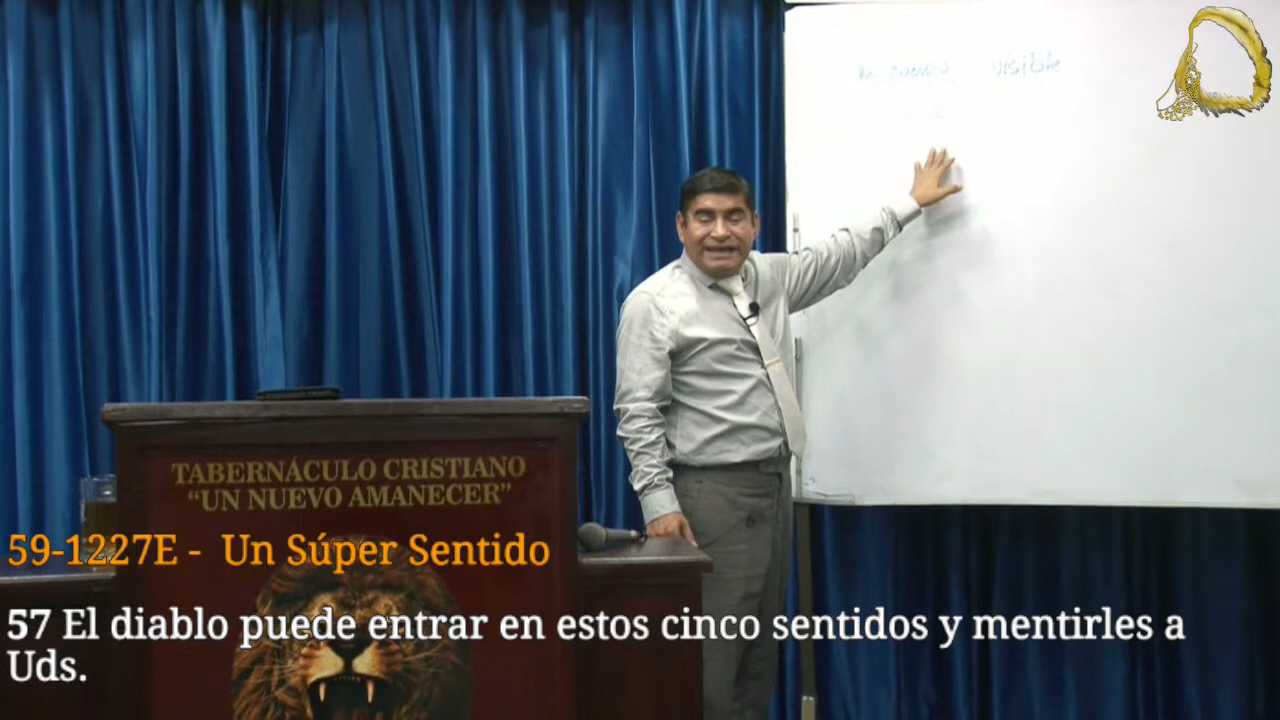 TABERNÁCULO CRISTIANO
“UN NUEVO AMANECER”
59-1227E - Un Súper Sentido
57 El diablo puede entrar en estos cinco sentidos y mentirles a
Uds.